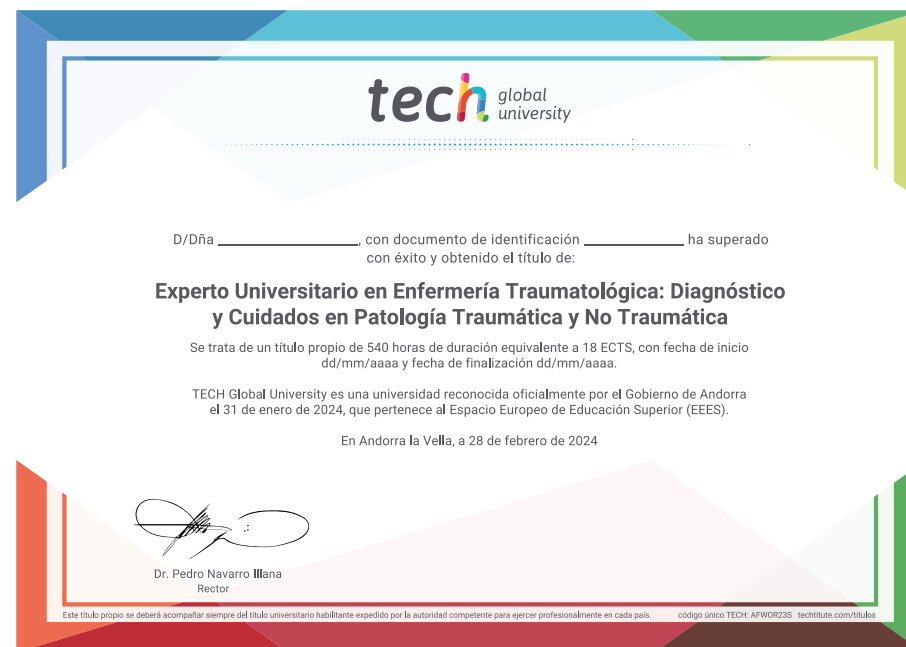 tech global university
D/Dña ____________________, con documento de identificación ______________ ha superado
con éxito y obtenido el título de:
Experto Universitario en Enfermería Traumatológica: Diagnóstico
y Cuidados en Patología Traumática y No Traumática
Se trata de un título propio de 540 horas de duración equivalente a 18 ECTS, con fecha de inicio
dd/mm/aaaa y fecha de finalización dd/mm/aaaa.
TECH Global University es una universidad reconocida oficialmente por el Gobierno de Andorra
el 31 de enero de 2024, que pertenece al Espacio Europeo de Educación Superior (EEES).
En Andorra la Vella, a 28 de febrero de 2024
Dr. Pedro Navarro Illana
Rector
Este título propio se deberá acompañar siempre del título universitario habilitante expedido por la autoridad competente para ejercer profesionalmente en cada país. código único TECH: AFWOR23S techtitute.com/titulos